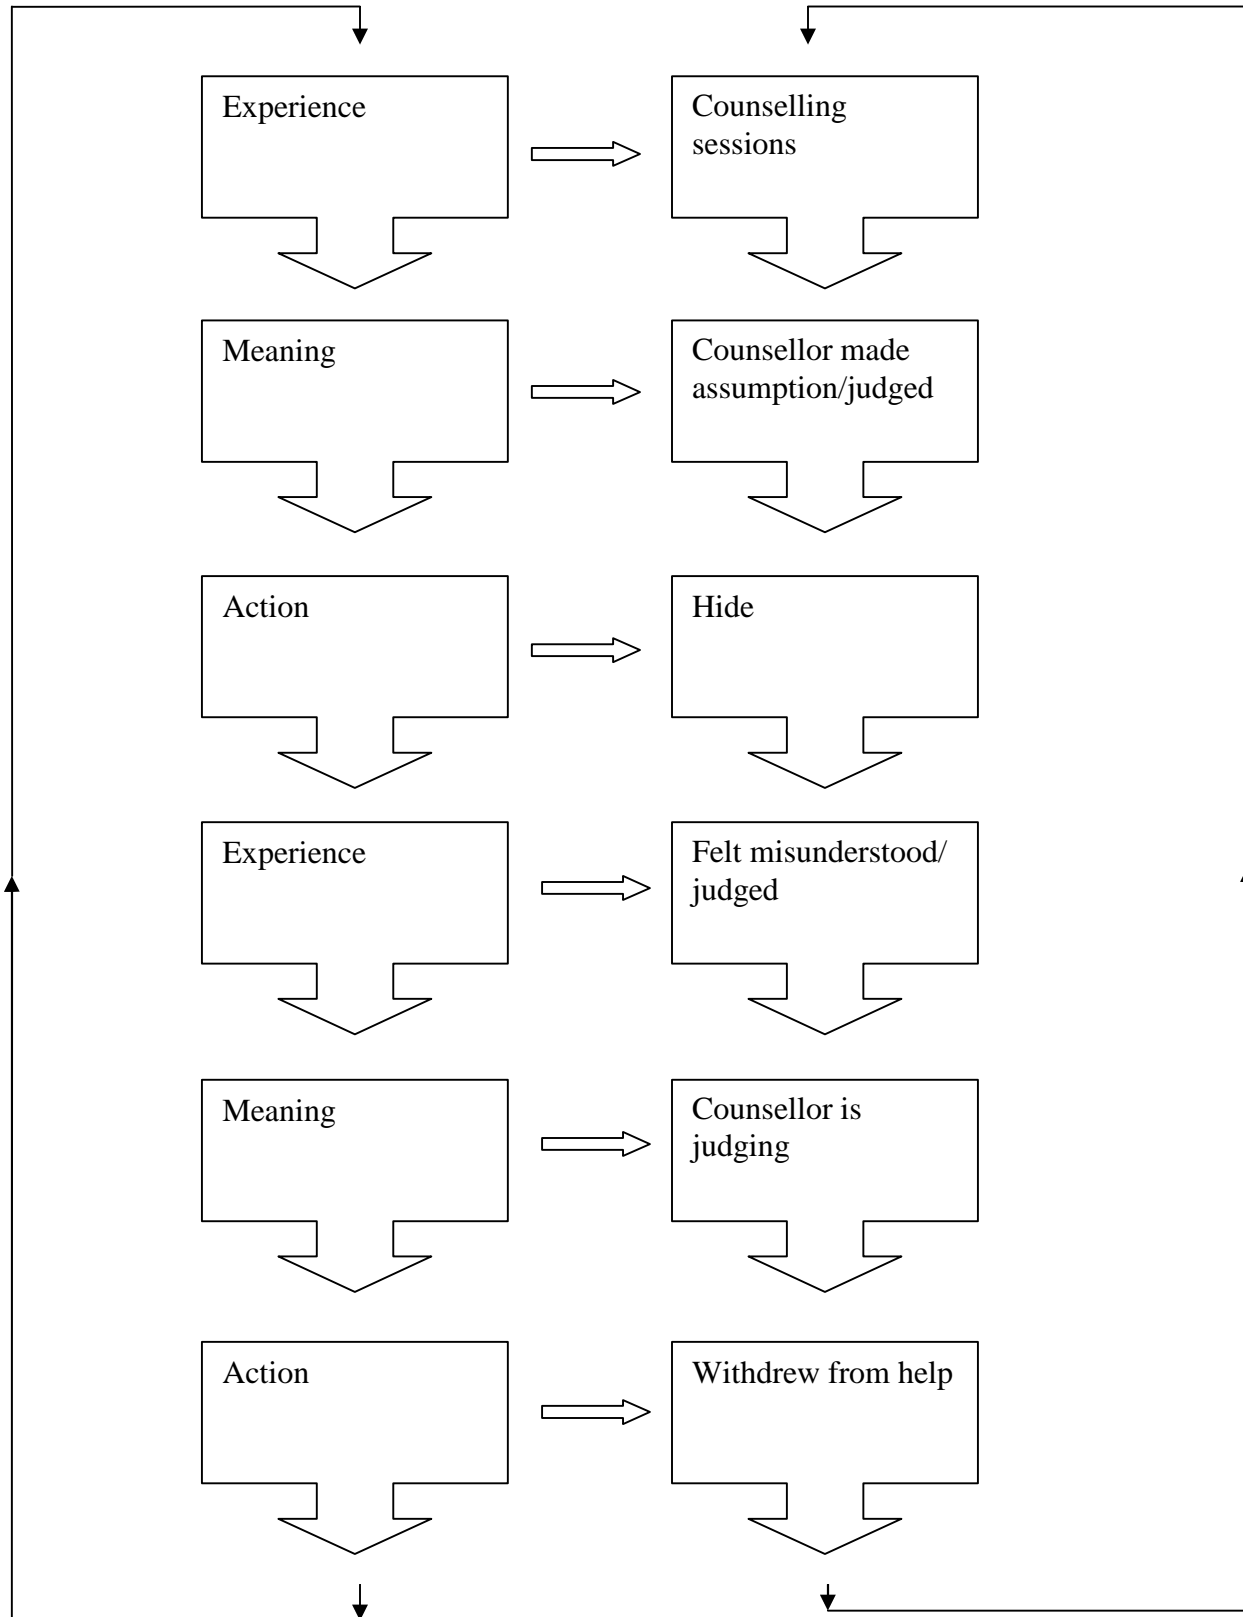 Experience
Counselling
sessions
Meaning
Counsellor made
assumption/judged
Action
Hide
Experience
Felt misunderstood/
judged
Meaning
Counsellor is
judging
Action
Withdrew from help